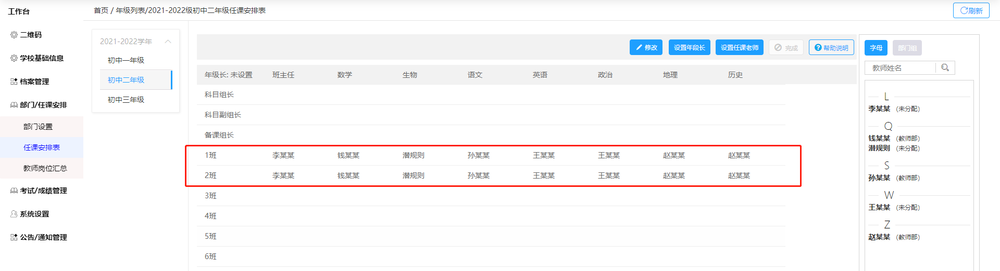 工作台
首页 / 年级列表/2021-2022级初中二年级任课安排表
刷新
二维码
学校基础信息
档案管理
部门/任课安排
部门设置
任课安排表
教师岗位汇总
考试/成绩管理
系统设置
公告/通知管理
2021-2022学年
初中一年级
初中二年级
初中三年级
修改 设置年段长 设置任课老师 完成 帮助说明
年级长: 未设置 班主任 数学 生物 语文 英语 政治 地理 历史
科目组长
科目副组长
备课组长
1班 李某某 钱某某 潜规则 孙某某 王某某 王某某 赵某某 赵某某
2班 李某某 钱某某 潜规则 孙某某 王某某 王某某 赵某某 赵某某
3班
4班
5班
6班
字母 部门组
教师姓名
L
李某某 (未分配)
Q
钱某某 (教师部)
潜规则 (未分配)
S
孙某某 (教师部)
W
王某某 (未分配)
Z
赵某某 (教师部)